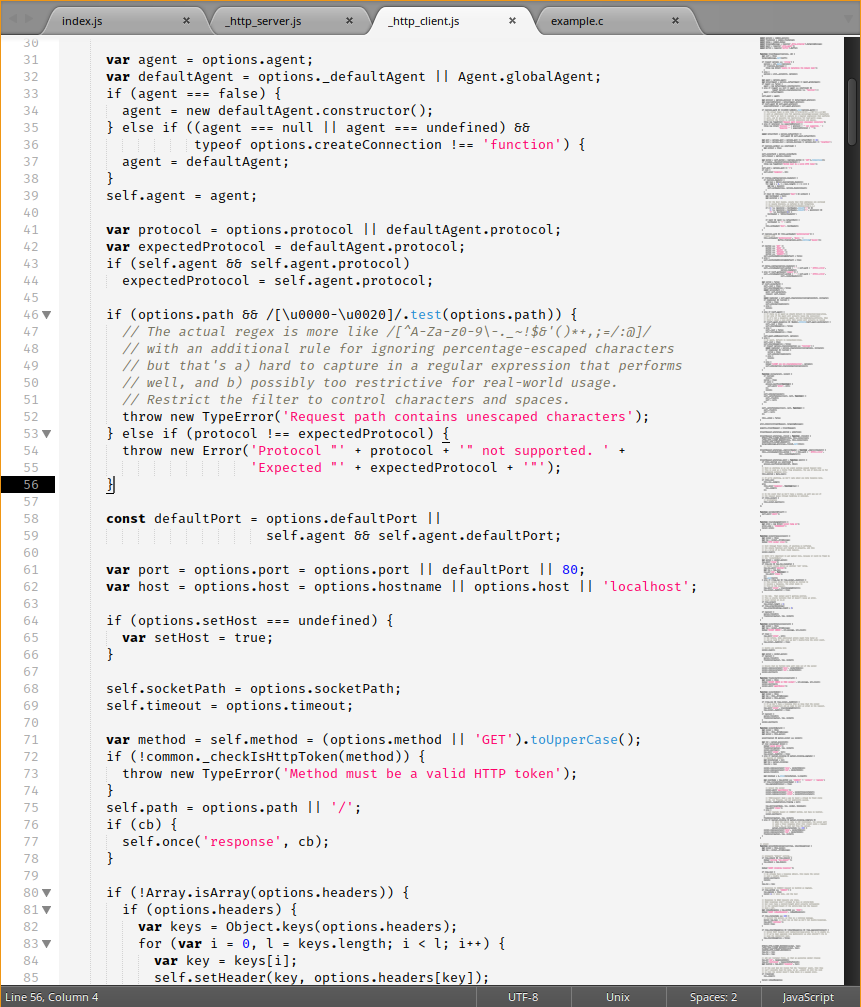 index.js × _http_server.js × _http_client.js × example.c ×
30
31 var agent = options.agent;
32 var defaultAgent = options._defaultAgent || Agent.globalAgent;
33 if (agent === false) {
34 agent = new defaultAgent.constructor();
35 } else if ((agent === null || agent === undefined) &&
36 typeof options.createConnection !== 'function') {
37 agent = defaultAgent;
38 }
39 self.agent = agent;
40
41 var protocol = options.protocol || defaultAgent.protocol;
42 var expectedProtocol = defaultAgent.protocol;
43 if (self.agent && self.agent.protocol)
44 expectedProtocol = self.agent.protocol;
45
46 if (options.path && /[\u0000-\u0020]/.test(options.path)) {
47 // The actual regex is more like /[^A-Za-z0-9\-._~!$&'()*+,;=/:@]/
48 // with an additional rule for ignoring percentage-escaped characters
49 // but that's a) hard to capture in a regular expression that performs
50 // well, and b) possibly too restrictive for real-world usage.
51 // Restrict the filter to control characters and spaces.
52 throw new TypeError('Request path contains unescaped characters');
53 } else if (protocol !== expectedProtocol) {
54 throw new Error('Protocol "' + protocol + '" not supported. ' +
55 'Expected "' + expectedProtocol + '"');
56 }
57
58 const defaultPort = options.defaultPort ||
59 self.agent && self.agent.defaultPort;
60
61 var port = options.port = options.port || defaultPort || 80;
62 var host = options.host = options.hostname || options.host || 'localhost';
63
64 if (options.setHost === undefined) {
65 var setHost = true;
66 }
67
68 self.socketPath = options.socketPath;
69 self.timeout = options.timeout;
70
71 var method = self.method = (options.method || 'GET').toUpperCase();
72 if (!common._checkIsHttpToken(method)) {
73 throw new TypeError('Method must be a valid HTTP token');
74 }
75 self.path = options.path || '/';
76 if (cb) {
77 self.once('response', cb);
78 }
79
80 if (!Array.isArray(options.headers)) {
81 if (options.headers) {
82 var keys = Object.keys(options.headers);
83 for (var i = 0, l = keys.length; i < l; i++) {
84 var key = keys[i];
85 self.setHeader(key, options.headers[key]);
Line 56, Column 4 UTF-8 Unix Spaces: 2 JavaScript